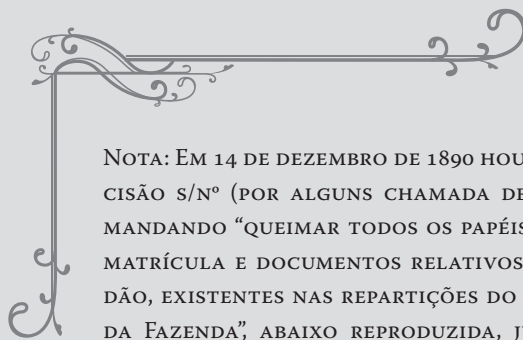 Nota: Em 14 de dezembro de 1890 hou
cisão s/nº (por alguns chamada de
mandando “queimar todos os papéis
matrícula e documentos relativos
dão, existentes nas repartições do
da Fazenda”, abaixo reproduzida, j